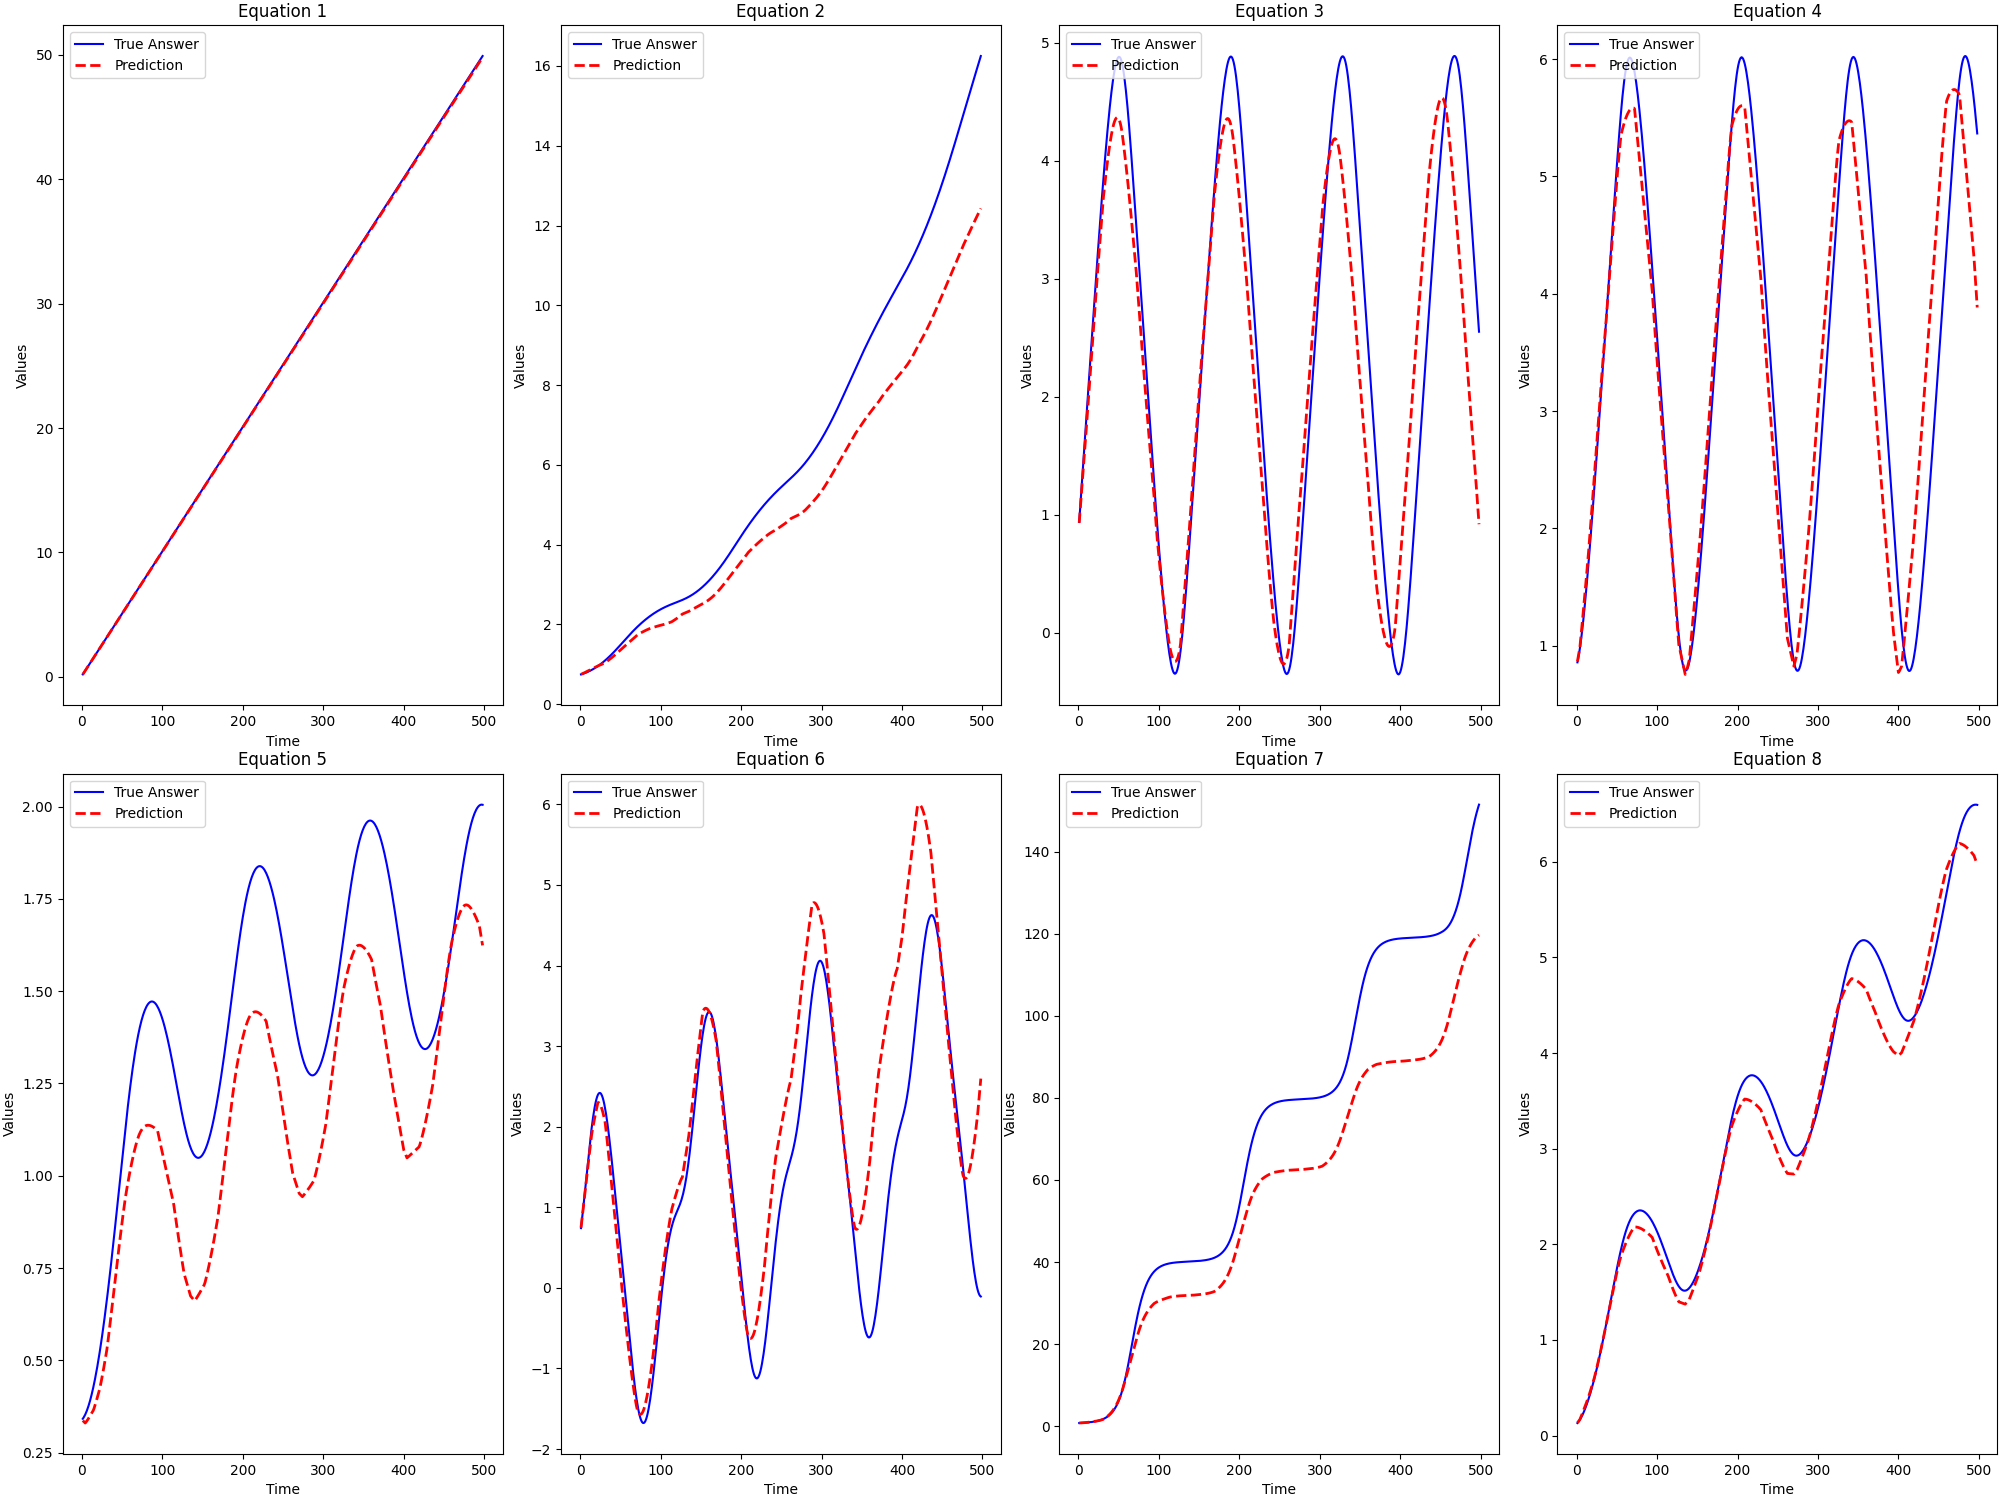 Equation 1
True Answer
Prediction
50
40
30
20
10
0
Values
0 100 200 300 400 500
Time
Equation 2
True Answer
Prediction
16
14
12
10
8
6
4
2
0
Values
0 100 200 300 400 500
Time
Equation 3
True Answer
Prediction
5
4
3
2
1
0
Values
0 100 200 300 400 500
Time
Equation 4
True Answer
Prediction
6
5
4
3
2
1
Values
0 100 200 300 400 500
Time
Equation 5
True Answer
Prediction
2.00
1.75
1.50
1.25
1.00
0.75
0.50
0.25
Values
0 100 200 300 400 500
Time
Equation 6
True Answer
Prediction
6
5
4
3
2
1
0
−1
−2
Values
0 100 200 300 400 500
Time
Equation 7
True Answer
Prediction
140
120
100
80
60
40
20
0
Values
0 100 200 300 400 500
Time
Equation 8
True Answer
Prediction
6
5
4
3
2
1
0
Values
0 100 200 300 400 500
Time